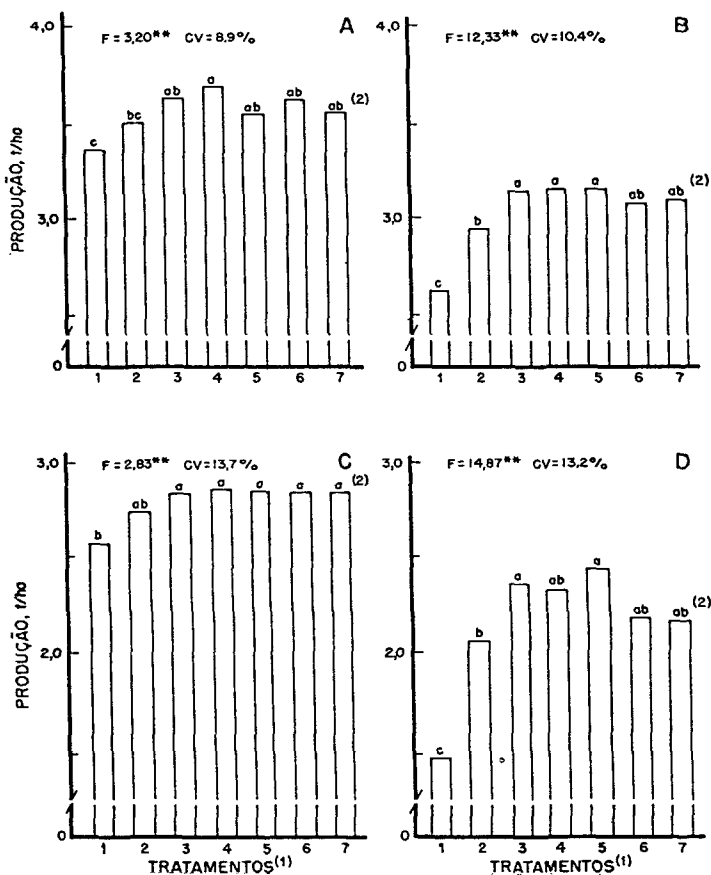 4,0
F = 3,20** CV = 8,9%
A
a
ab ab
bc ab ab (2)
c
PRODUÇÃO, t/ha
3,0
0
1 2 3 4 5 6 7
4,0
F = 12,33** CV = 10,4%
B
a a a (2)
ab ab
b
3,0
c
0
1 2 3 4 5 6 7
3,0
F = 2,83** CV = 13,7%
C
a a a a a (2)
ab
b
PRODUÇÃO, t/ha
2,0
0
1 2 3 4 5 6 7
TRATAMENTOS(1)
3,0
F = 14,87** CV = 13,2%
D
a
a ab
ab ab (2)
b
2,0
c
0
1 2 3 4 5 6 7
TRATAMENTOS(1)